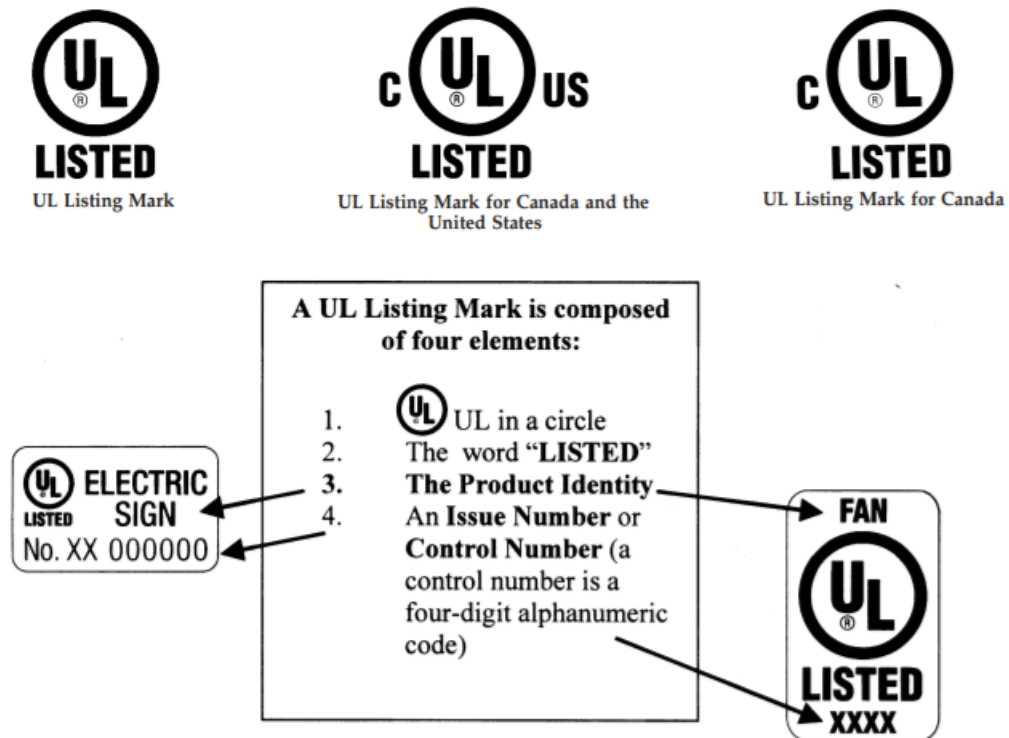 UL
®
LISTED
UL Listing Mark
C UL US
®
LISTED
UL Listing Mark for Canada and the
United States
C UL
®
LISTED
UL Listing Mark for Canada
A UL Listing Mark is composed
of four elements:
1. UL UL in a circle
2. The word “LISTED”
3. The Product Identity
4. An Issue Number or
Control Number (a
control number is a
four-digit alphanumeric
code)
UL ELECTRIC
LISTED SIGN
No. XX 000000
FAN
UL
®
LISTED
XXXX